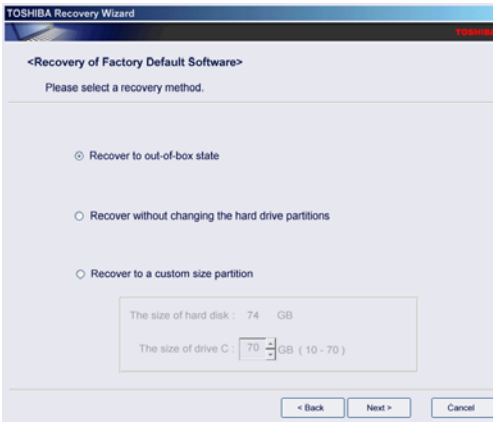 TOSHIBA Recovery Wizard
TOSHIBA
<Recovery of Factory Default Software>
Please select a recovery method.
Recover to out-of-box state
Recover without changing the hard drive partitions
Recover to a custom size partition
The size of hard disk : 74 GB
The size of drive C : 70 GB ( 10 - 70 )
< Back Next > Cancel